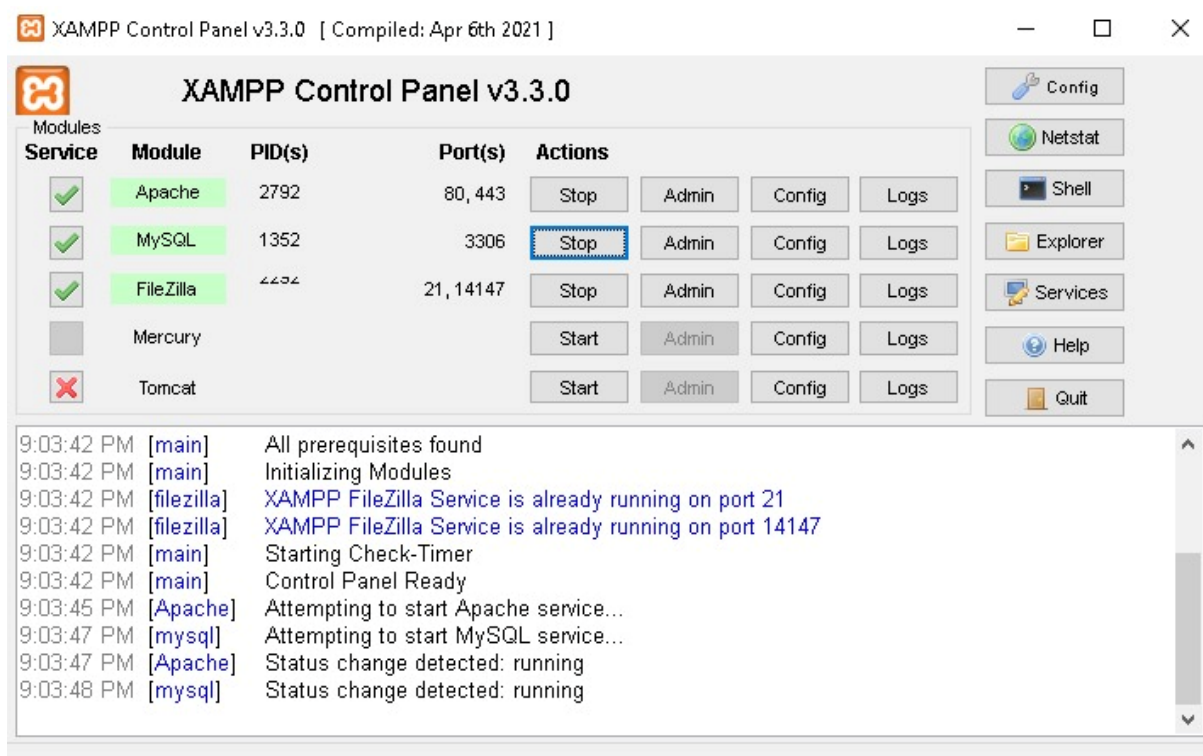 XAMPP Control Panel v3.3.0 [ Compiled: Apr 6th 2021 ]
XAMPP Control Panel v3.3.0
Config
Modules
Service Module PID(s) Port(s) Actions
Netstat
Apache 2792 80, 443 Stop Admin Config Logs
Shell
MySQL 1352 3306 Stop Admin Config Logs
Explorer
FileZilla 21, 14147 Stop Admin Config Logs
Services
Mercury Start Admin Config Logs
Help
Tomcat Start Admin Config Logs
Quit
9:03:42 PM [main] All prerequisites found
9:03:42 PM [main] Initializing Modules
9:03:42 PM [filezilla] XAMPP FileZilla Service is already running on port 21
9:03:42 PM [filezilla] XAMPP FileZilla Service is already running on port 14147
9:03:42 PM [main] Starting Check-Timer
9:03:42 PM [main] Control Panel Ready
9:03:45 PM [Apache] Attempting to start Apache service...
9:03:47 PM [mysql] Attempting to start MySQL service...
9:03:47 PM [Apache] Status change detected: running
9:03:48 PM [mysql] Status change detected: running